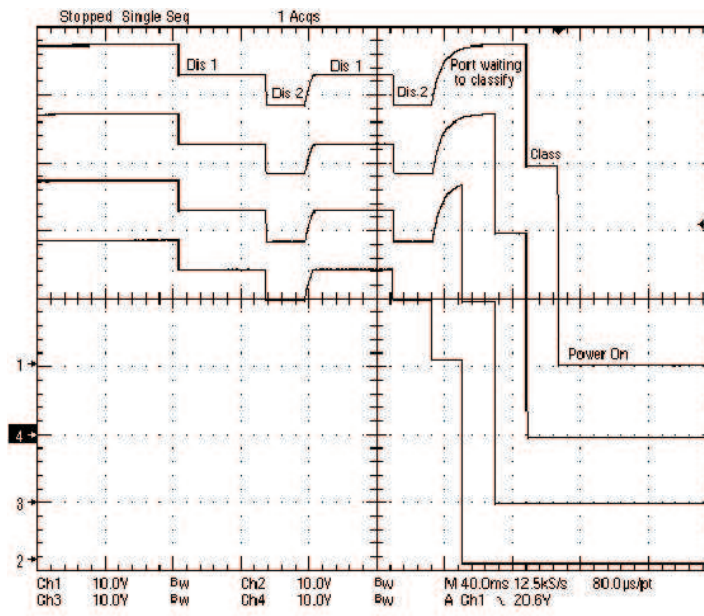 Stopped Single Seq 1 Acqs
Dis 1 Dis 1 Port waiting
to classify
Dis 2 Dis 2
Class
1
Power On
4
3
2
Ch1 10.0V Bw Ch2 10.0V Bw M 40.0ms 12.5kS/s 80.0µs/pt
Ch3 10.0V Bw Ch4 10.0V Bw A Ch1 \ 20.6V